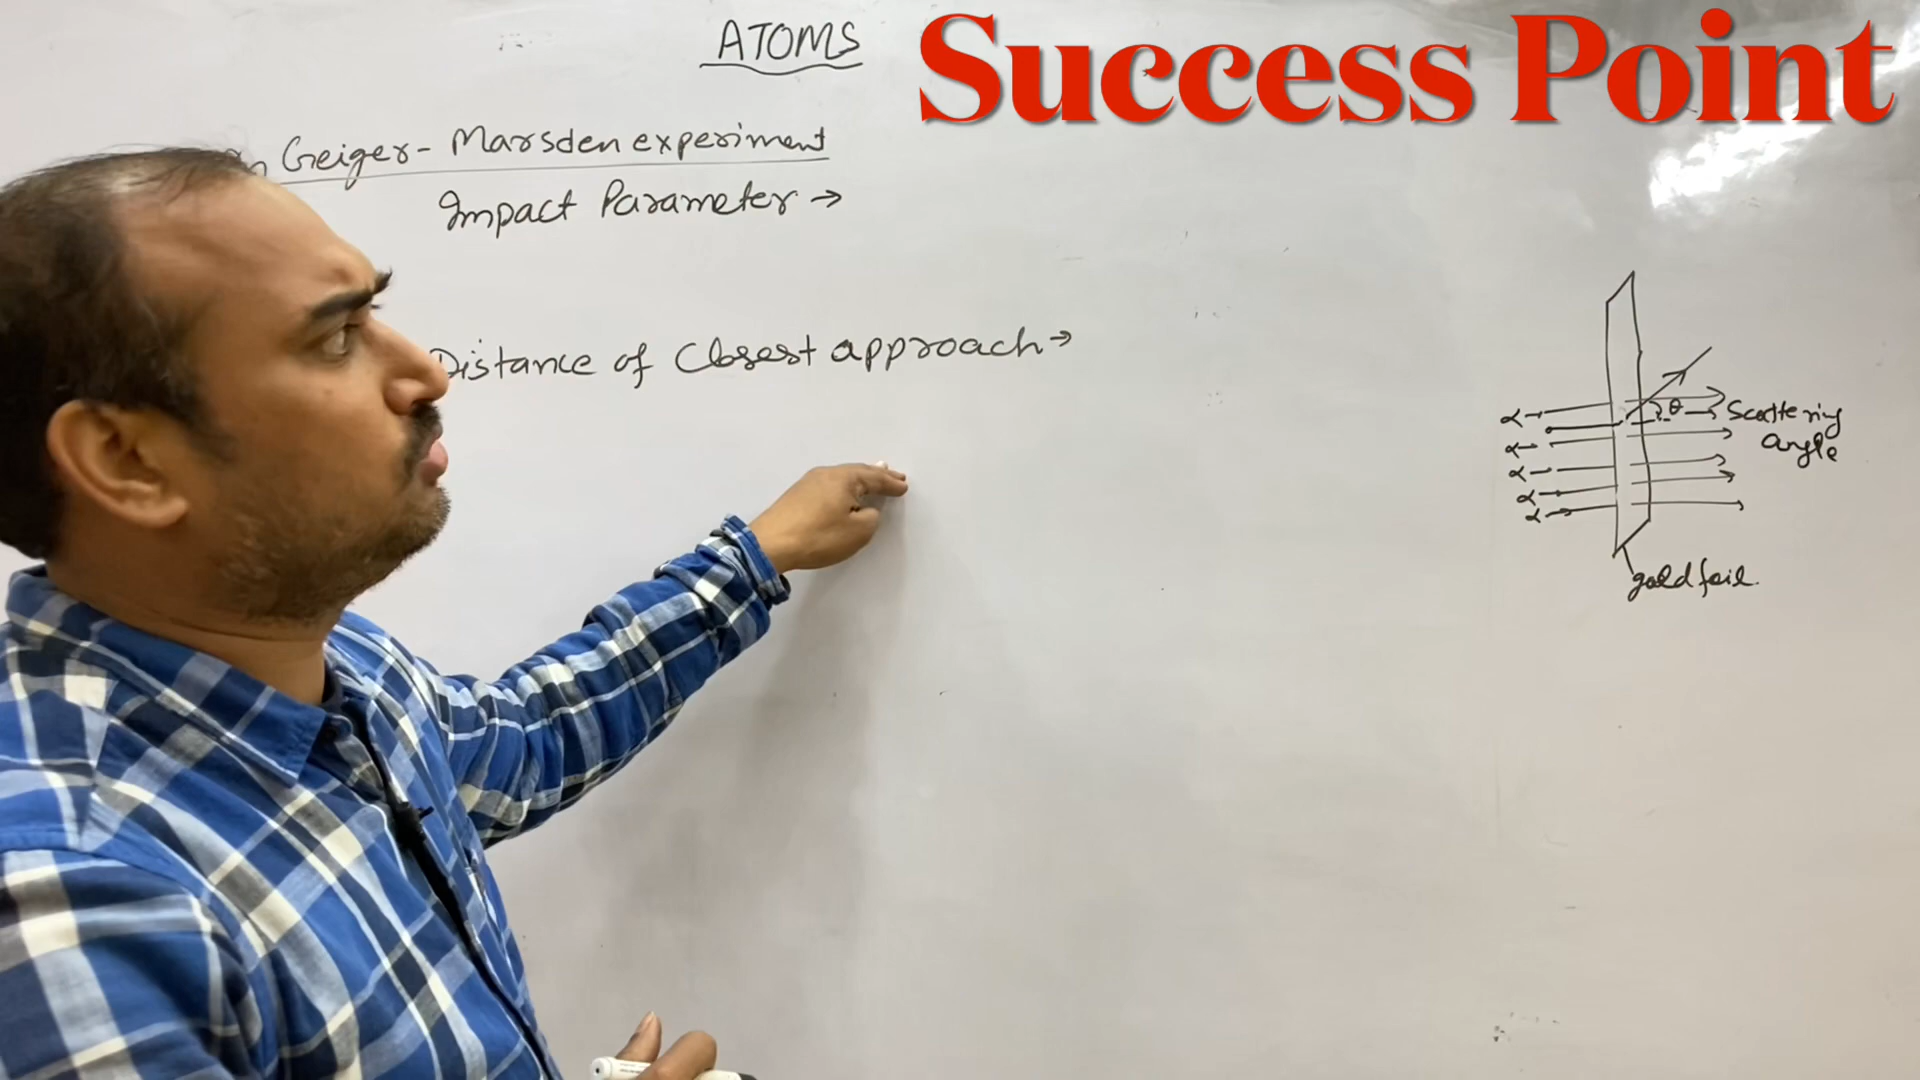 ATOMS
Success Point
Geiger - Marsden experiment
Impact Parameter →
Distance of Closest approach →
α → θ → Scattering
angle
α →
α →
α →
α →
gold foil.